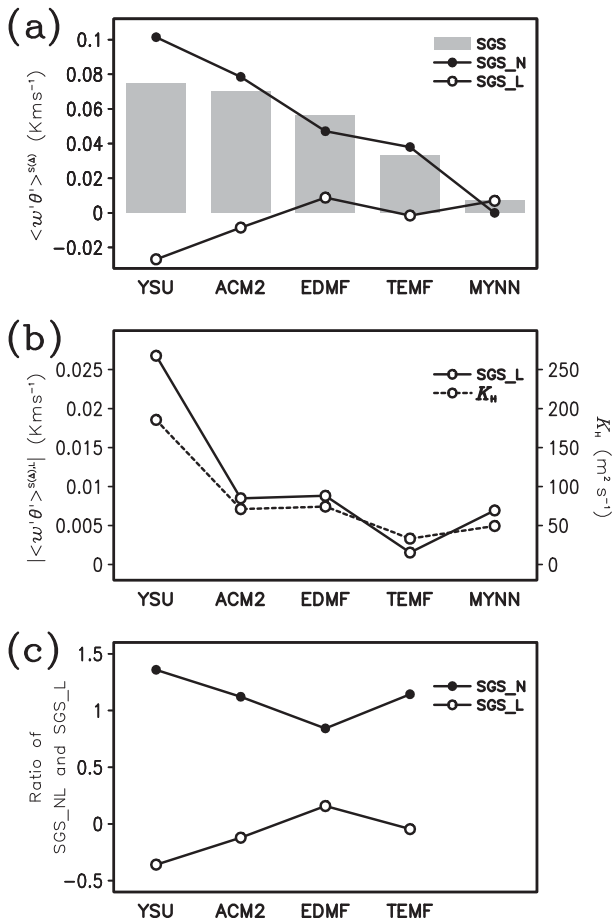 (a)
<w'θ'>ˢ⁽ᐞ⁾ (Kms⁻¹)
0.1
0.08
0.06
0.04
0.02
0
−0.02
SGS
SGS_N
SGS_L
YSU ACM2 EDMF TEMF MYNN
(b)
|<w'θ'>ˢ⁽ᐞ⁾ᴸ| (Kms⁻¹)
0.025
0.02
0.015
0.01
0.005
0
SGS_L
K_H
250
200
150
100
50
0
K_H (m² s⁻¹)
YSU ACM2 EDMF TEMF MYNN
(c)
Ratio of
SGS_NL and SGS_L
1.5
1
0.5
0
−0.5
SGS_N
SGS_L
YSU ACM2 EDMF TEMF